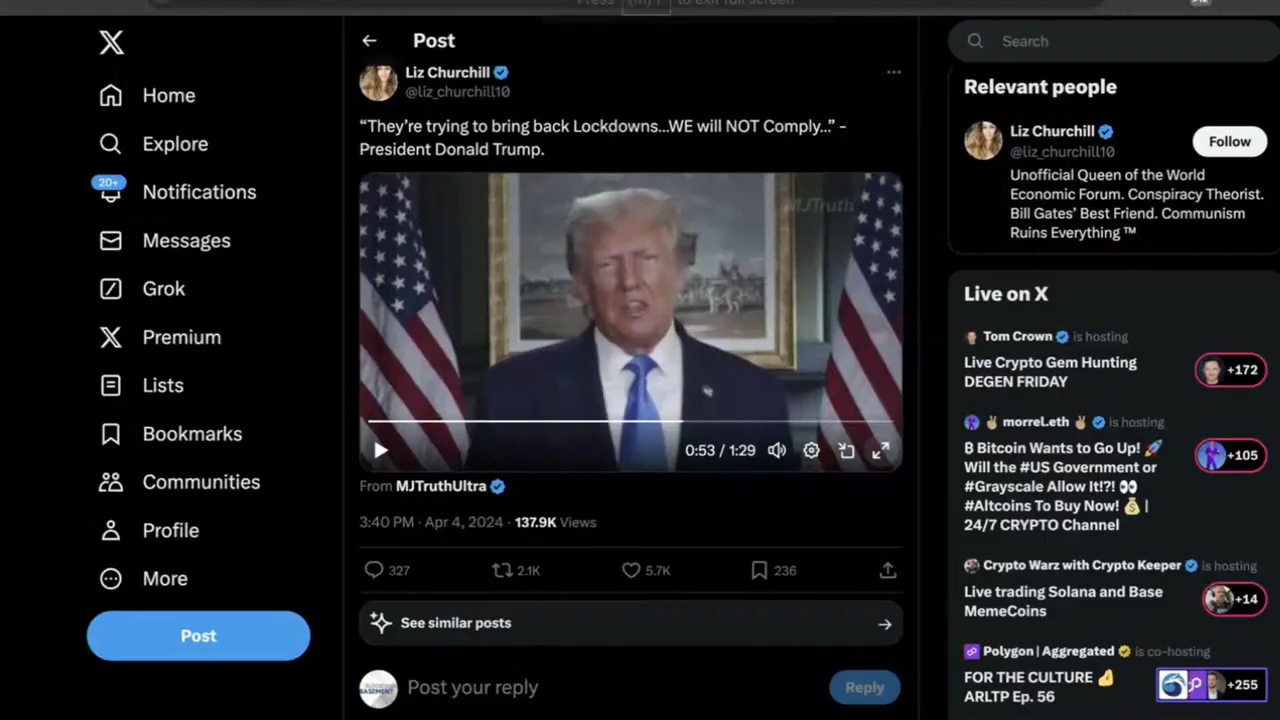 to exit full screen
Home
Explore
20+
Notifications
Messages
Grok
Premium
Lists
Bookmarks
Communities
Profile
More
Post
Post
Liz Churchill
@liz_churchill10
“They’re trying to bring back Lockdowns...WE will NOT Comply..” -
President Donald Trump.
MJTruth
0:53 / 1:29
From MJTruthUltra
3:40 PM · Apr 4, 2024 · 137.9K Views
327
2.1K
5.7K
236
See similar posts
BASEMENT
Post your reply
Reply
Search
Relevant people
Liz Churchill
@liz_churchill10
Follow
Unofficial Queen of the World
Economic Forum. Conspiracy Theorist.
Bill Gates’ Best Friend. Communism
Ruins Everything ™
Live on X
Tom Crown is hosting
Live Crypto Gem Hunting
DEGEN FRIDAY
+172
morrel.eth is hosting
₿ Bitcoin Wants to Go Up! 🚀
Will the #US Government or
#Grayscale Allow It!?! 👀
#Altcoins To Buy Now! 💰 |
24/7 CRYPTO Channel
+105
Crypto Warz with Crypto Keeper is hosting
Live trading Solana and Base
MemeCoins
+14
Polygon | Aggregated is co-hosting
FOR THE CULTURE 💪
ARLTP Ep. 56
+255